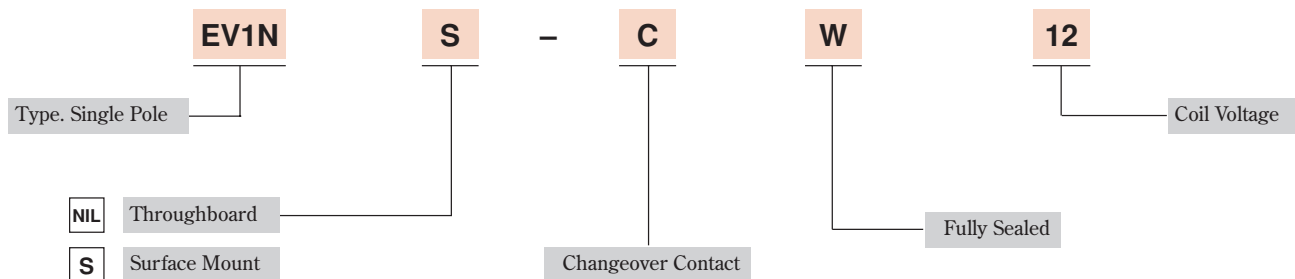 EV1N S – C W 12
Type. Single Pole
Coil Voltage
NIL Throughboard
Fully Sealed
S Surface Mount
Changeover Contact